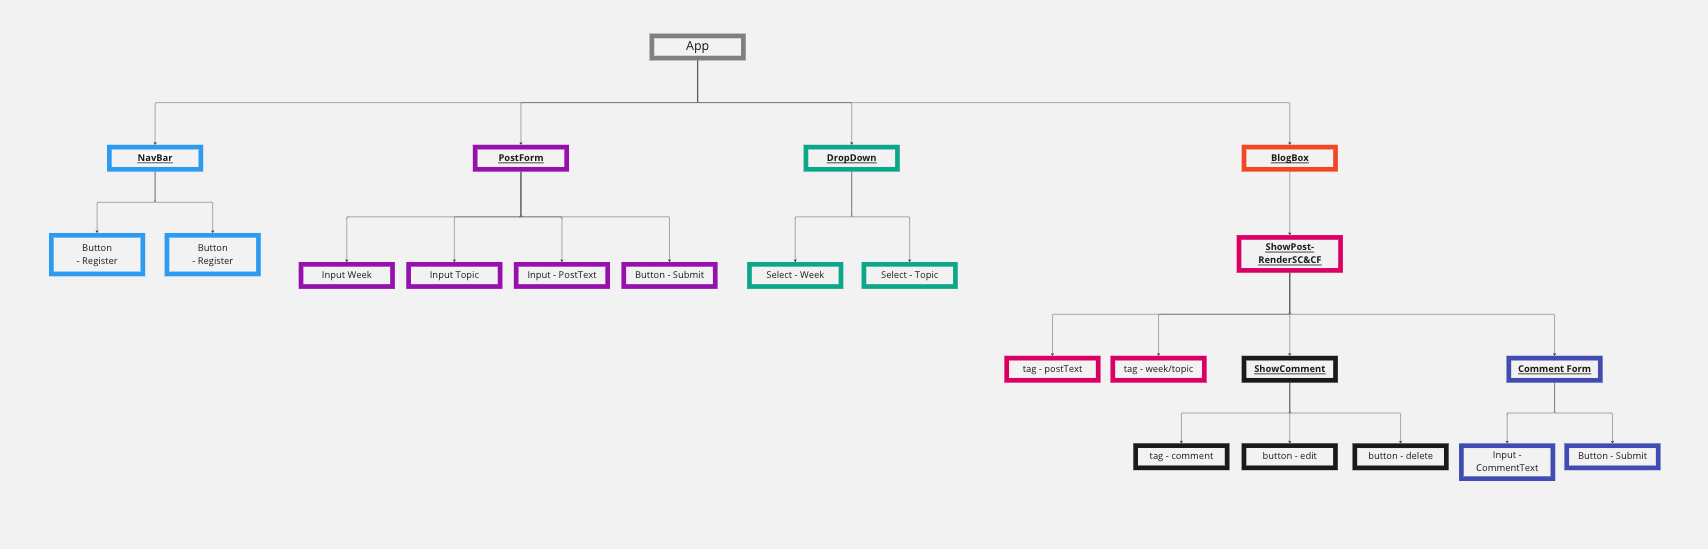 App
NavBar
PostForm
DropDown
BlogBox
Button
- Register
Button
- Register
Input Week
Input Topic
Input - PostText
Button - Submit
Select - Week
Select - Topic
ShowPost-
RenderSC&CF
tag - postText
tag - week/topic
ShowComment
Comment Form
tag - comment
button - edit
button - delete
Input -
CommentText
Button - Submit